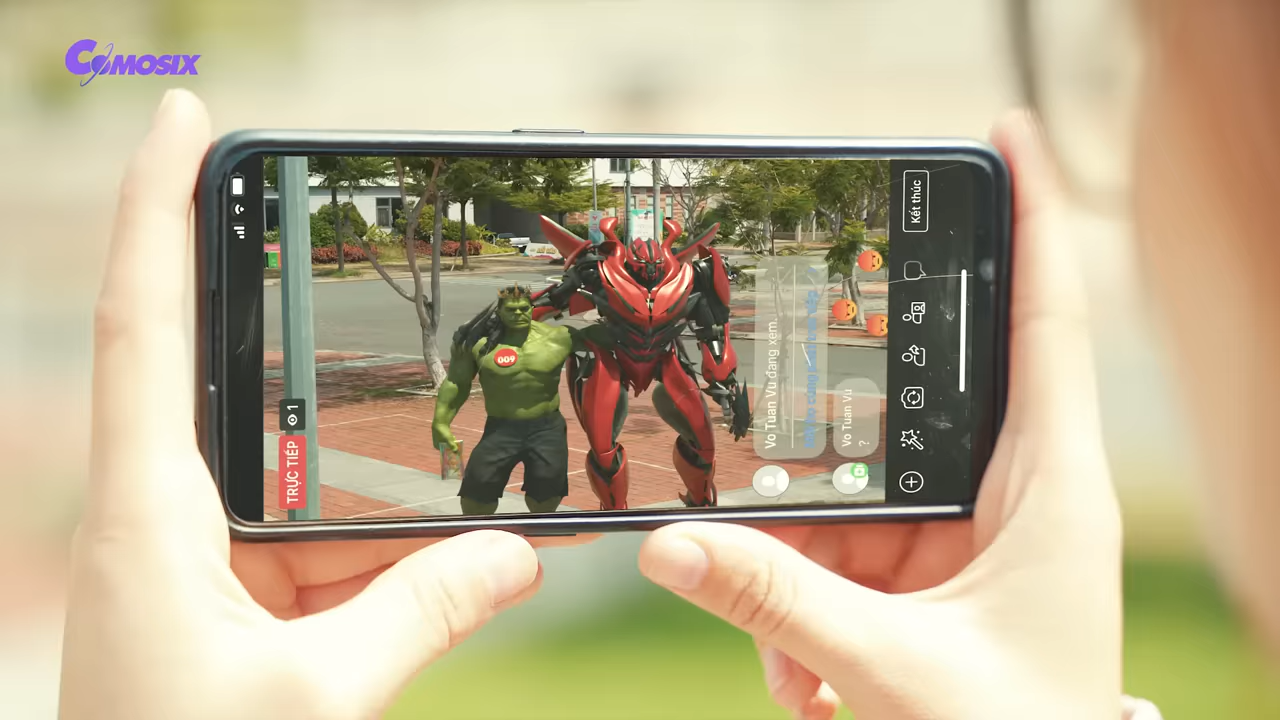 COMOSIX
TRỰC TIẾP
1
009
Vo Tuan Vu đang xem.
Vo Tuan Vu
?
Kết thúc